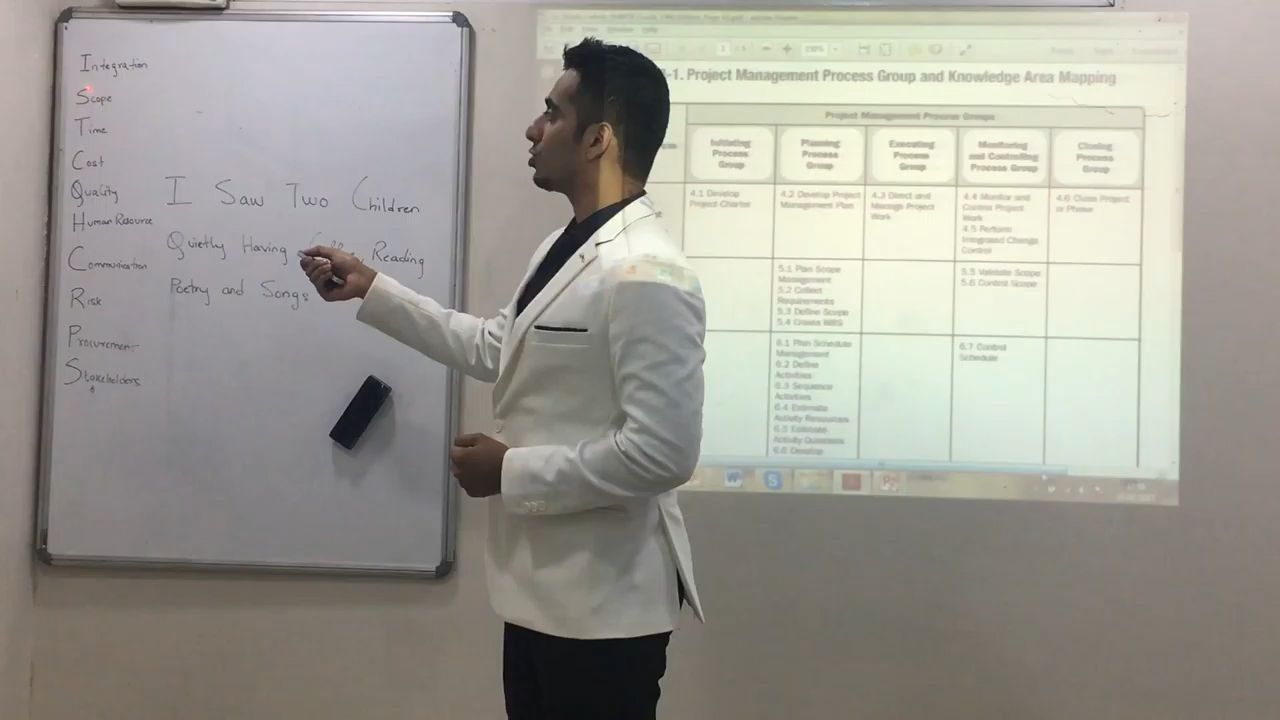 Integration
Scope
Time
Cost
Quality
Human Resource
Communication
Risk
Procurement
Stakeholders
I Saw Two Children
Quietly Having Reading
Poetry and Songs
-1. Project Management Process Group and Knowledge Area Mapping
Project Management Process Groups
Initiating
Process
Group
Planning
Process
Group
Executing
Process
Group
Monitoring
and Controlling
Process Group
Closing
Process
Group
4.1 Develop
Project Charter
4.2 Develop Project
Management Plan
4.3 Direct and
Manage Project
Work
4.4 Monitor and
Control Project
Work
4.5 Perform
Integrated Change
Control
4.6 Close Project
or Phase
5.1 Plan Scope
Management
5.2 Collect
Requirements
5.3 Define Scope
5.4 Create WBS
5.5 Validate Scope
5.6 Control Scope
6.1 Plan Schedule
Management
6.2 Define
Activities
6.3 Sequence
Activities
6.4 Estimate
Activity Resources
6.5 Estimate
Activity Durations
6.6 Develop
6.7 Control
Schedule